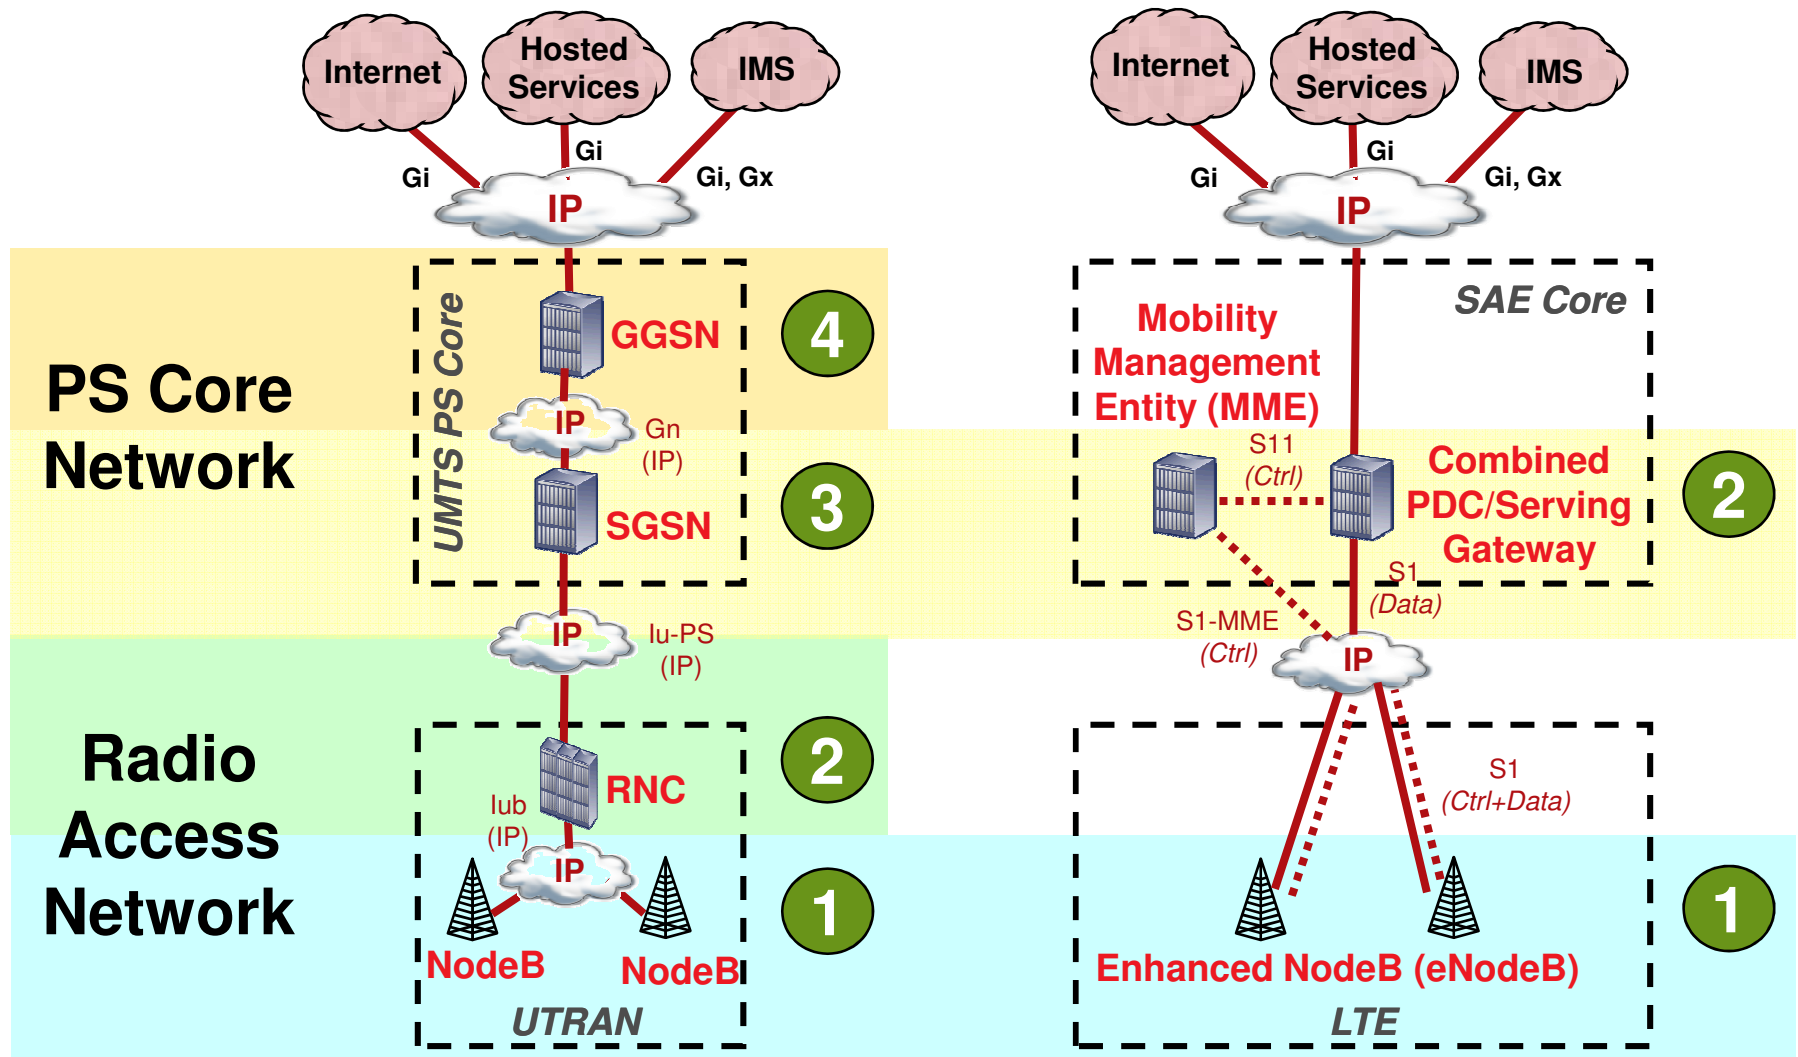 Internet
Hosted
Services
IMS
Gi
Gi
Gi, Gx
IP
PS Core
Network
UMTS PS Core
GGSN
4
IP
Gn
(IP)
SGSN
3
IP
Iu-PS
(IP)
Radio
Access
Network
RNC
2
Iub
(IP)
IP
1
NodeB
NodeB
UTRAN
Internet
Hosted
Services
IMS
Gi
Gi
Gi, Gx
IP
SAE Core
Mobility
Management
Entity (MME)
S11
(Ctrl)
Combined
PDC/Serving
Gateway
2
S1
(Data)
S1-MME
(Ctrl)
IP
S1
(Ctrl+Data)
1
Enhanced NodeB (eNodeB)
LTE